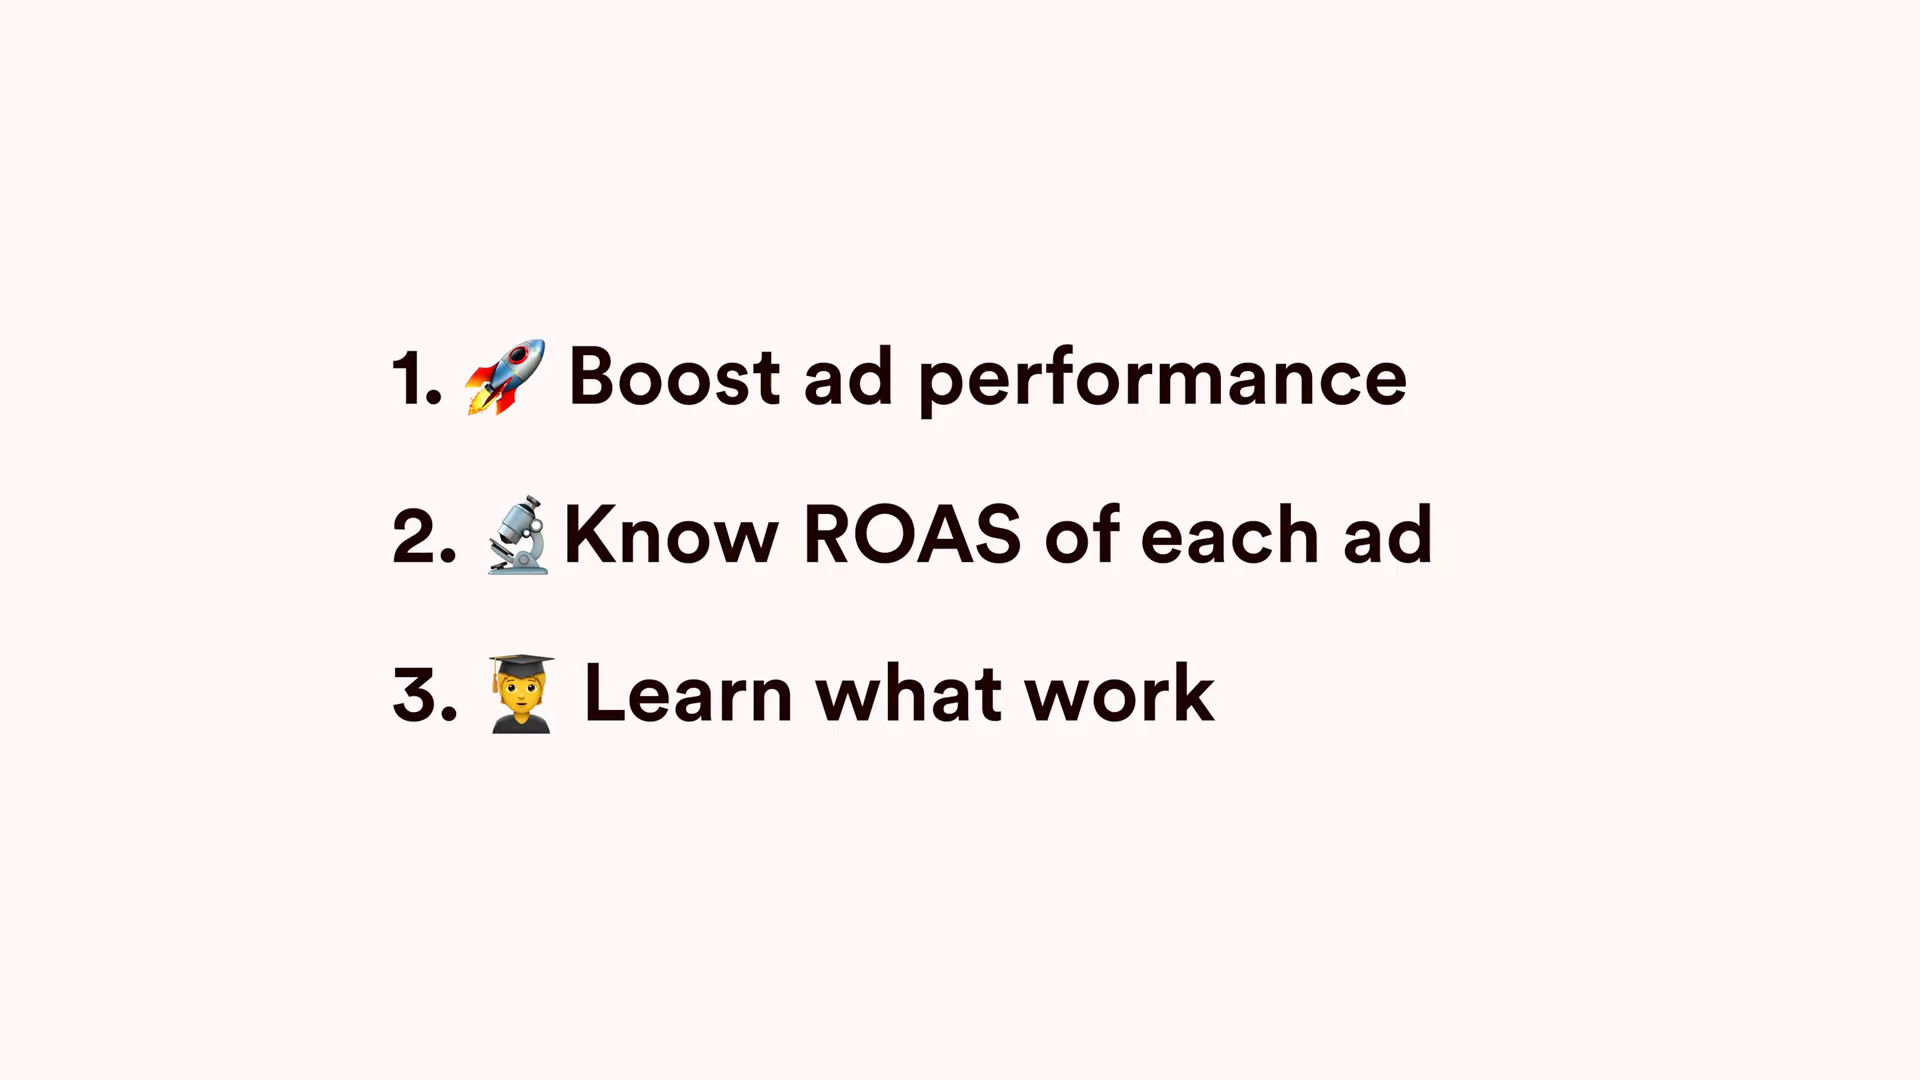 1. 🚀 Boost ad performance
2. 🔬 Know ROAS of each ad
3. 🧑‍🎓 Learn what work